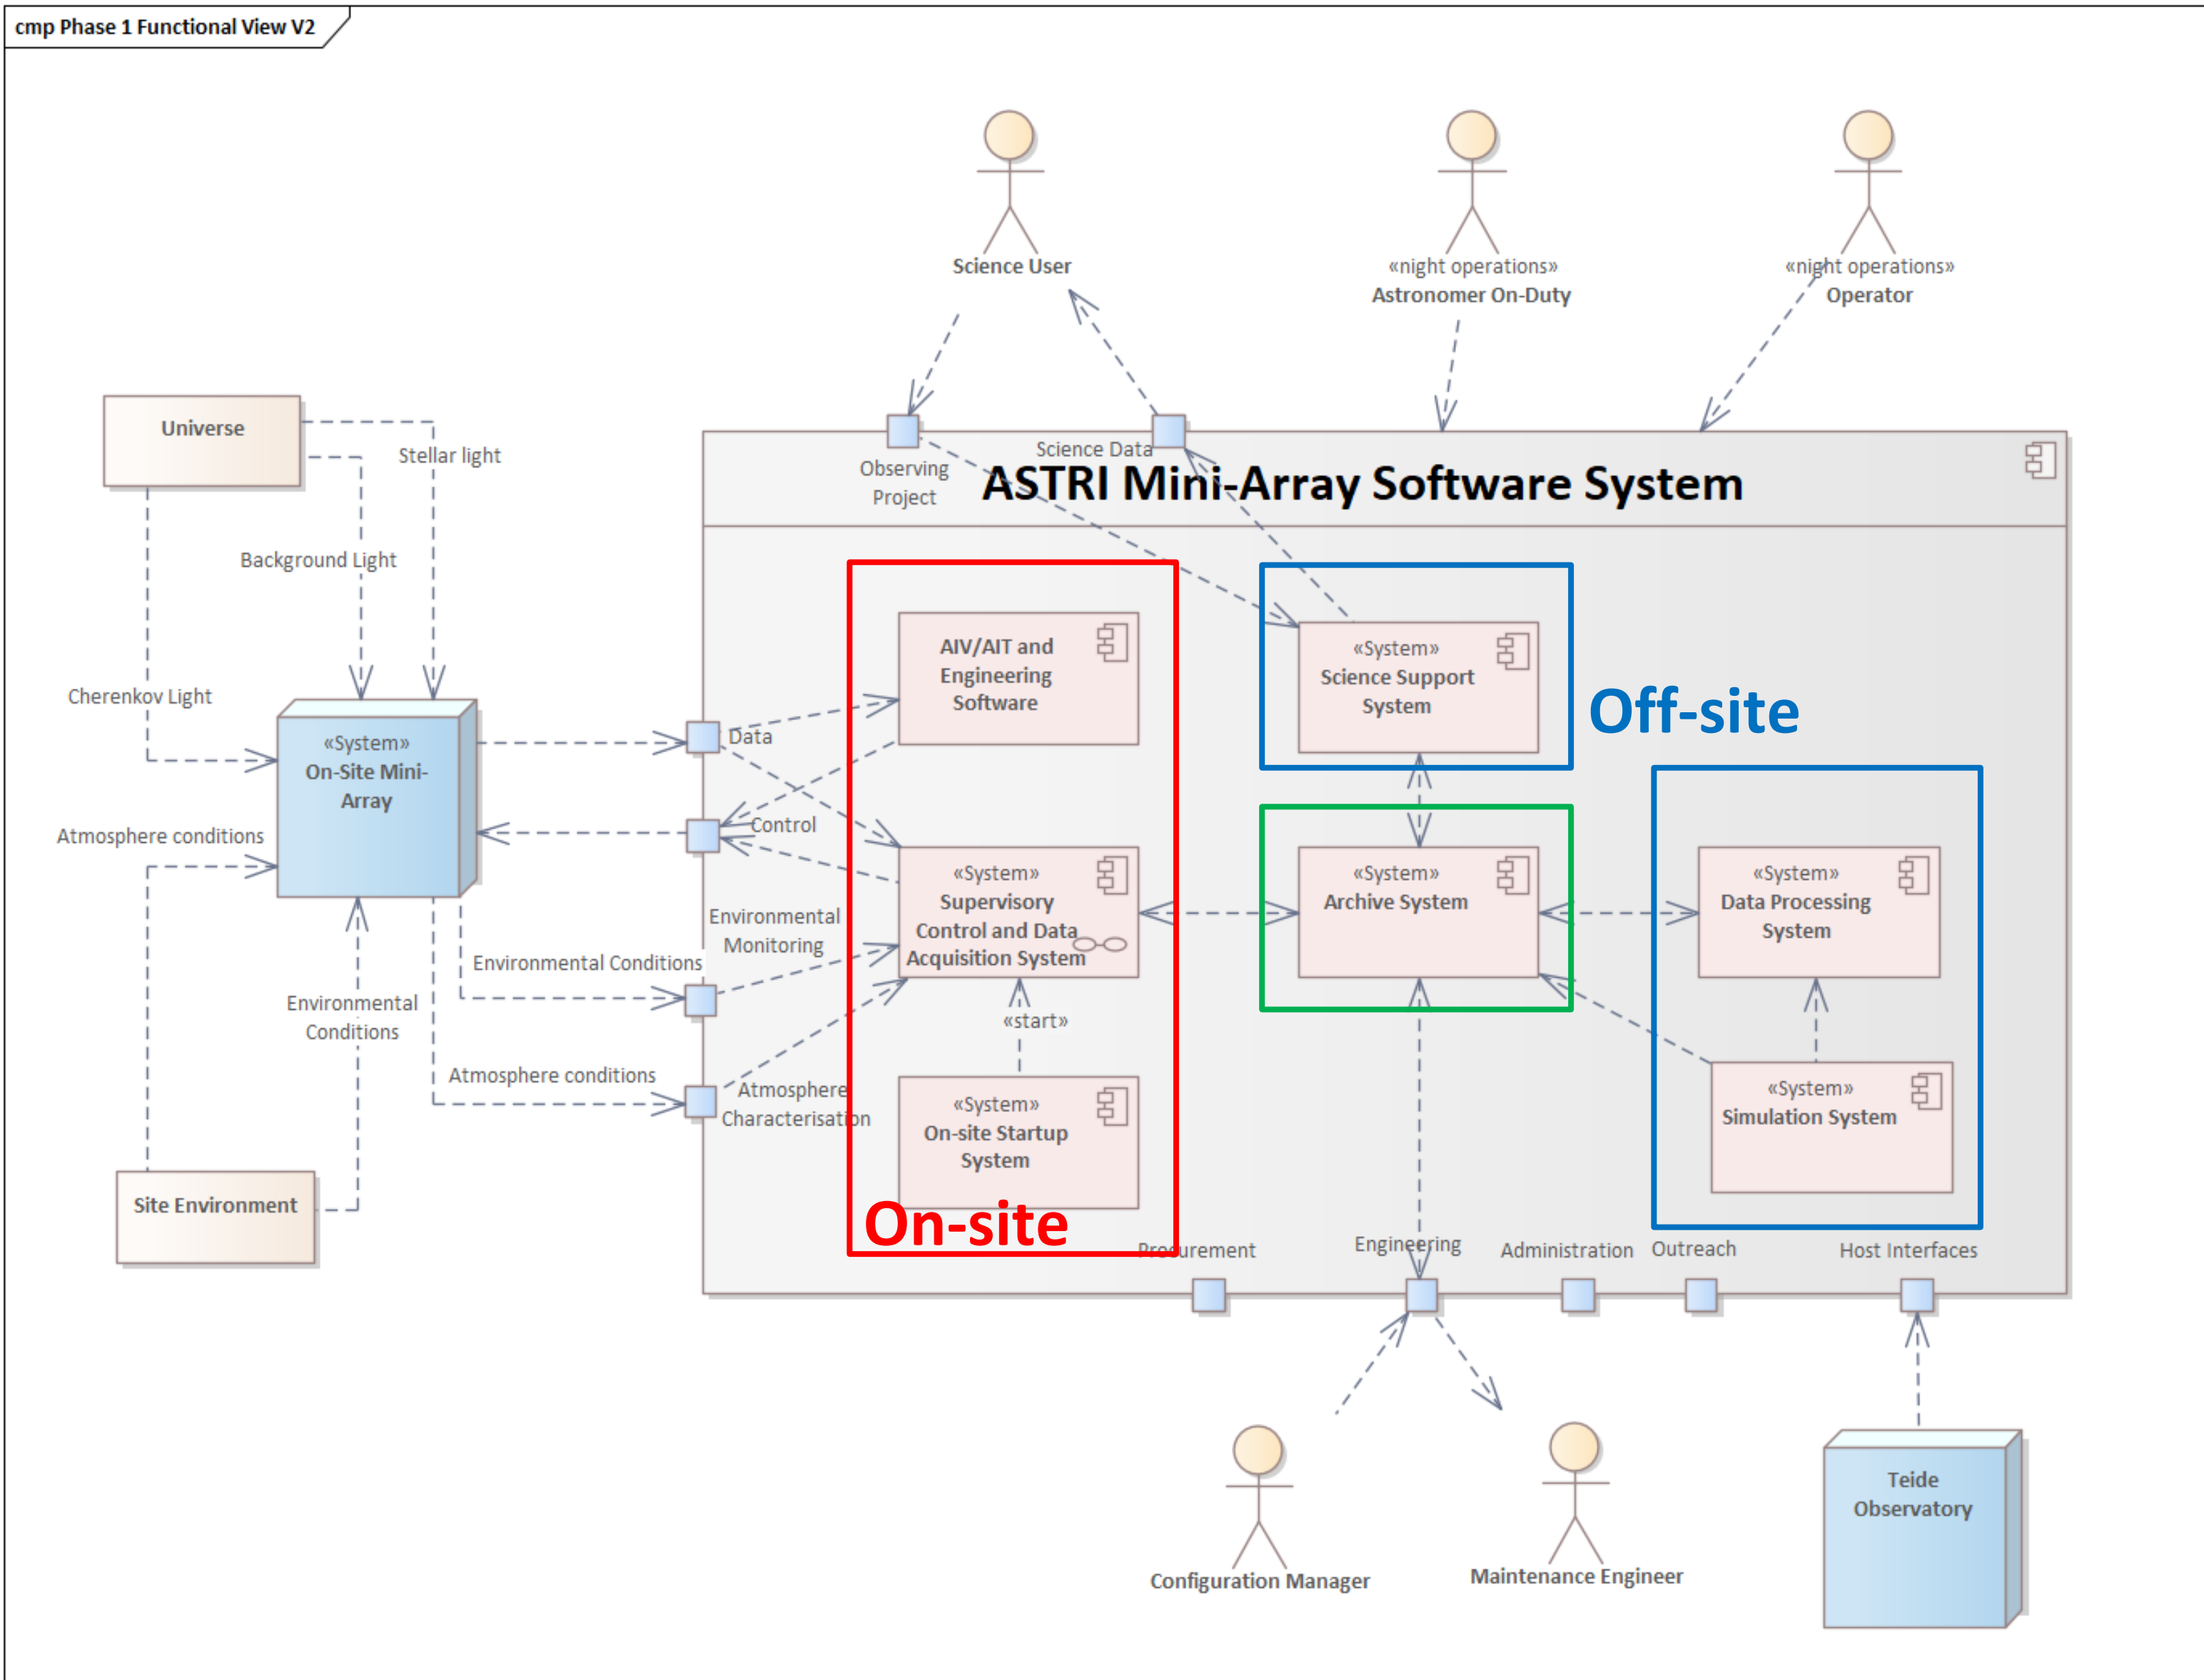 cmp Phase 1 Functional View V2
Science User
«night operations»
Astronomer On-Duty
«night operations»
Operator
Universe
Stellar light
Background Light
Cherenkov Light
«System»
On-Site Mini-
Array
Atmosphere conditions
Environmental
Conditions
Site Environment
Environmental Conditions
Atmosphere conditions
Observing
Project
Science Data
ASTRI Mini-Array Software System
Data
Control
Environmental
Monitoring
Atmosphere
Characterisation
AIV/AIT and
Engineering
Software
«System»
Supervisory
Control and Data
Acquisition System
«start»
«System»
On-site Startup
System
On-site
«System»
Science Support
System
Off-site
«System»
Archive System
«System»
Data Processing
System
«System»
Simulation System
Procurement
Engineering
Administration
Outreach
Host Interfaces
Configuration Manager
Maintenance Engineer
Teide
Observatory